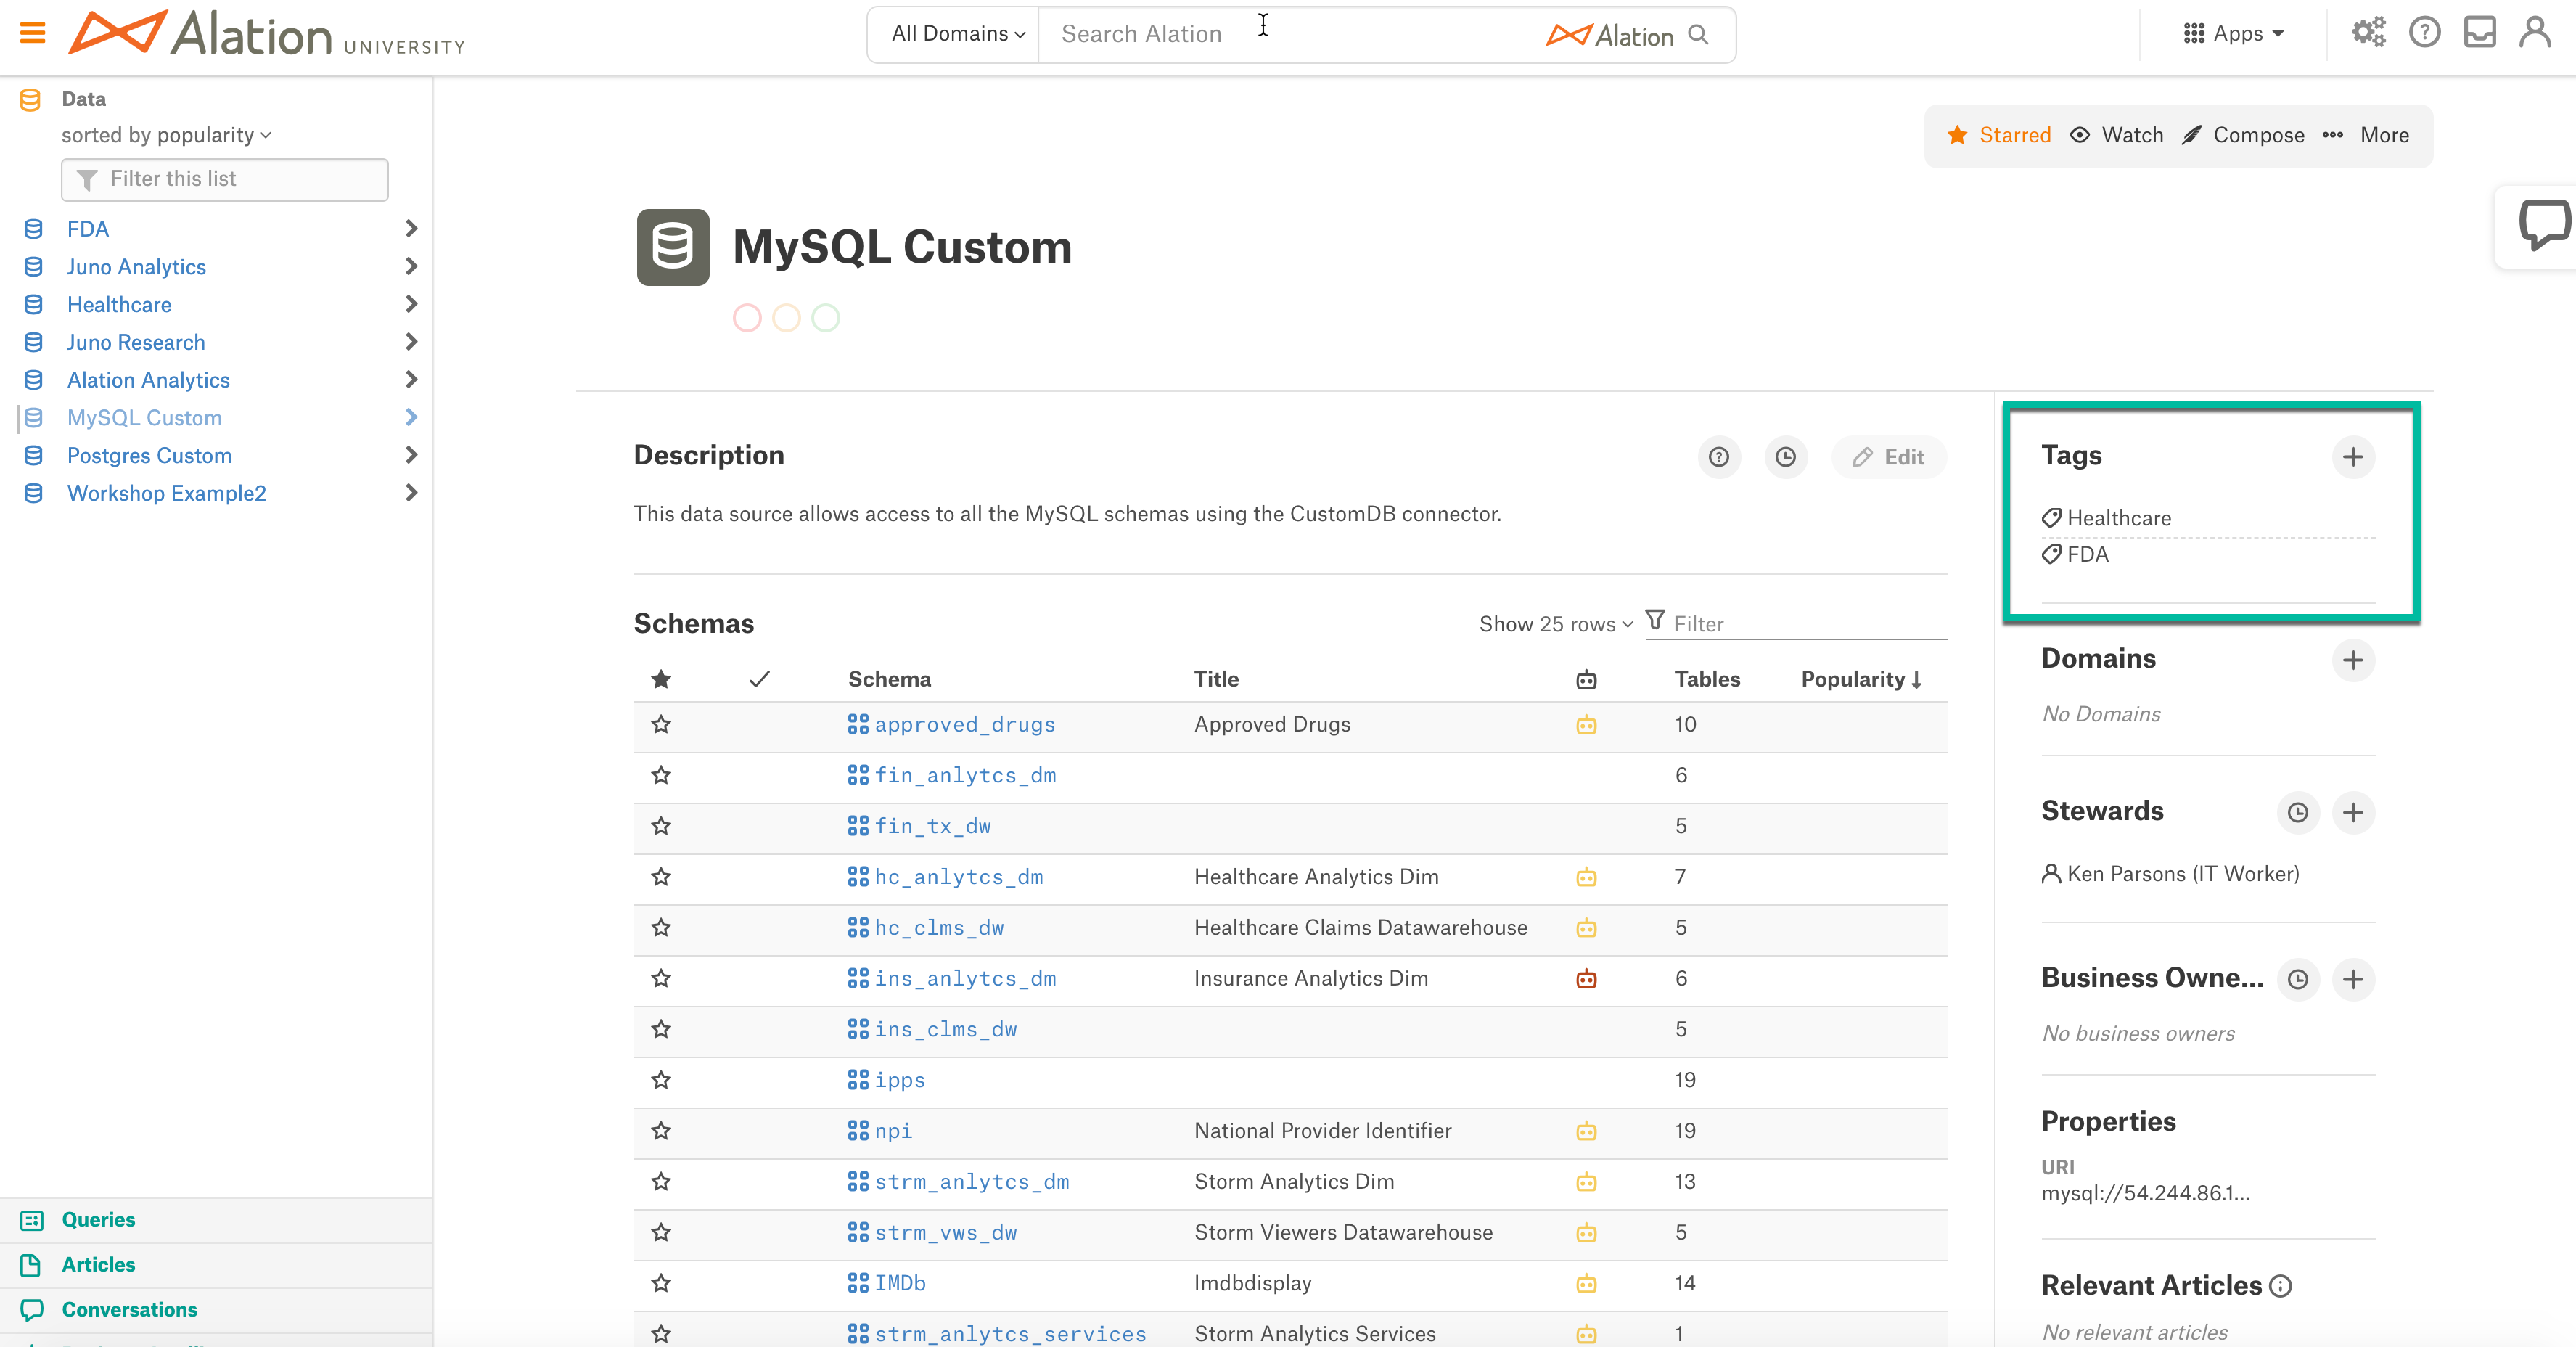 Alation UNIVERSITY
All Domains
Search Alation
Alation
Apps
Data
sorted by popularity
Filter this list
FDA
Juno Analytics
Healthcare
Juno Research
Alation Analytics
MySQL Custom
Postgres Custom
Workshop Example2
Queries
Articles
Conversations
Starred Watch Compose More
MySQL Custom
Description
Edit
This data source allows access to all the MySQL schemas using the CustomDB connector.
Schemas
Show 25 rows
Filter
Schema Title Tables Popularity
approved_drugs Approved Drugs 10
fin_anlytcs_dm 6
fin_tx_dw 5
hc_anlytcs_dm Healthcare Analytics Dim 7
hc_clms_dw Healthcare Claims Datawarehouse 5
ins_anlytcs_dm Insurance Analytics Dim 6
ins_clms_dw 5
ipps 19
npi National Provider Identifier 19
strm_anlytcs_dm Storm Analytics Dim 13
strm_vws_dw Storm Viewers Datawarehouse 5
IMDb Imdbdisplay 14
strm_anlytcs_services Storm Analytics Services 1
Tags
Healthcare
FDA
Domains
No Domains
Stewards
Ken Parsons (IT Worker)
Business Owne...
No business owners
Properties
URI
mysql://54.244.86.1...
Relevant Articles
No relevant articles